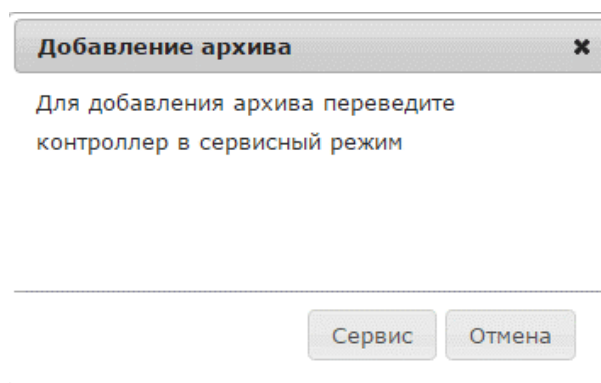 Добавление архива
Для добавления архива переведите
контроллер в сервисный режим
Сервис
Отмена